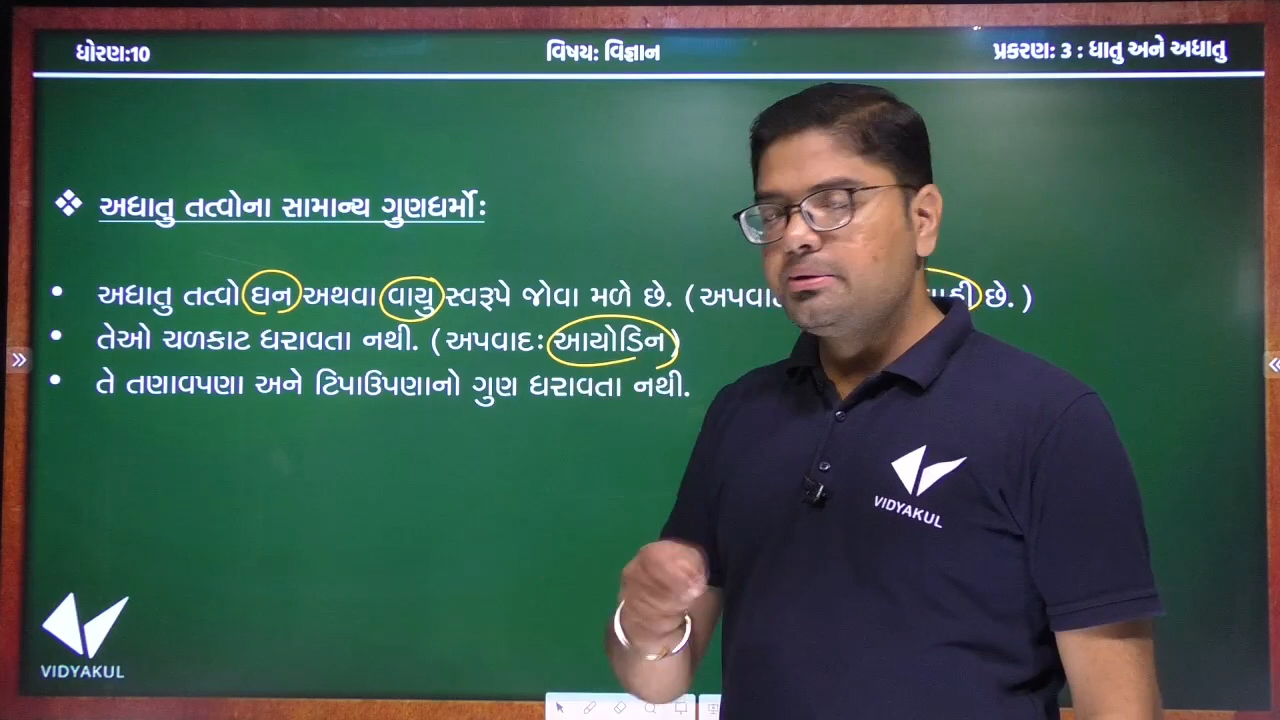 ધોરણ:10
વિષય: વિજ્ઞાન
પ્રકરણ: 3 : ધાતુ અને અધાતુ
❖ અધાતુ તત્વોના સામાન્ય ગુણધર્મોઃ
• અધાતુ તત્વો ઘન અથવા વાયુ સ્વરૂપે જોવા મળે છે. ( છે. )
• તેઓ ચળકાટ ધરાવતા નથી. ( અપવાદઃ આયોડિન )
• તે તણાવપણા અને ટિપાઉપણાનો ગુણ ધરાવતા નથી.
VIDYAKUL
VIDYAKUL